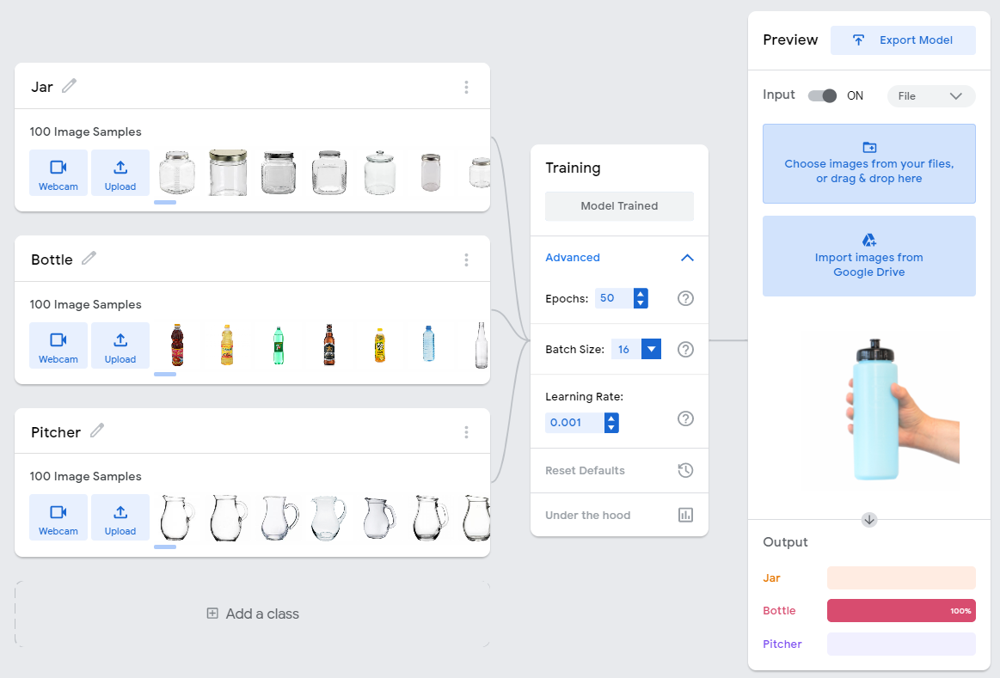 Jar
100 Image Samples
Webcam
Upload
Bottle
100 Image Samples
Webcam
Upload
Pitcher
100 Image Samples
Webcam
Upload
Add a class
Training
Model Trained
Advanced
Epochs: 50
Batch Size: 16
Learning Rate:
0.001
Reset Defaults
Under the hood
Preview
Export Model
Input ON File
Choose images from your files,
or drag & drop here
Import images from
Google Drive
Output
Jar
Bottle 100%
Pitcher